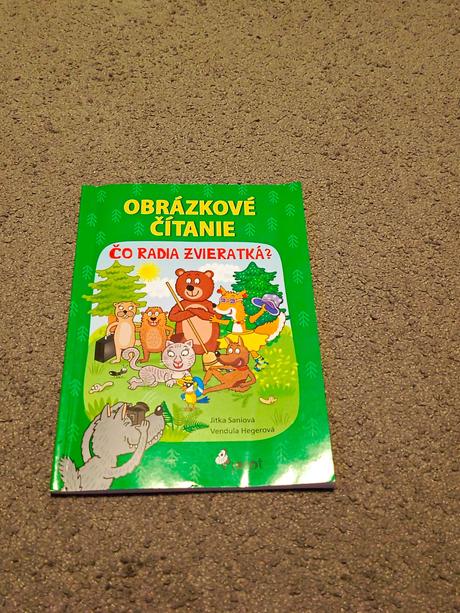 OBRÁZKOVÉ
ČÍTANIE
ČO RADIA ZVIERATKÁ?
Jitka Saniová
Vendula Hegerová